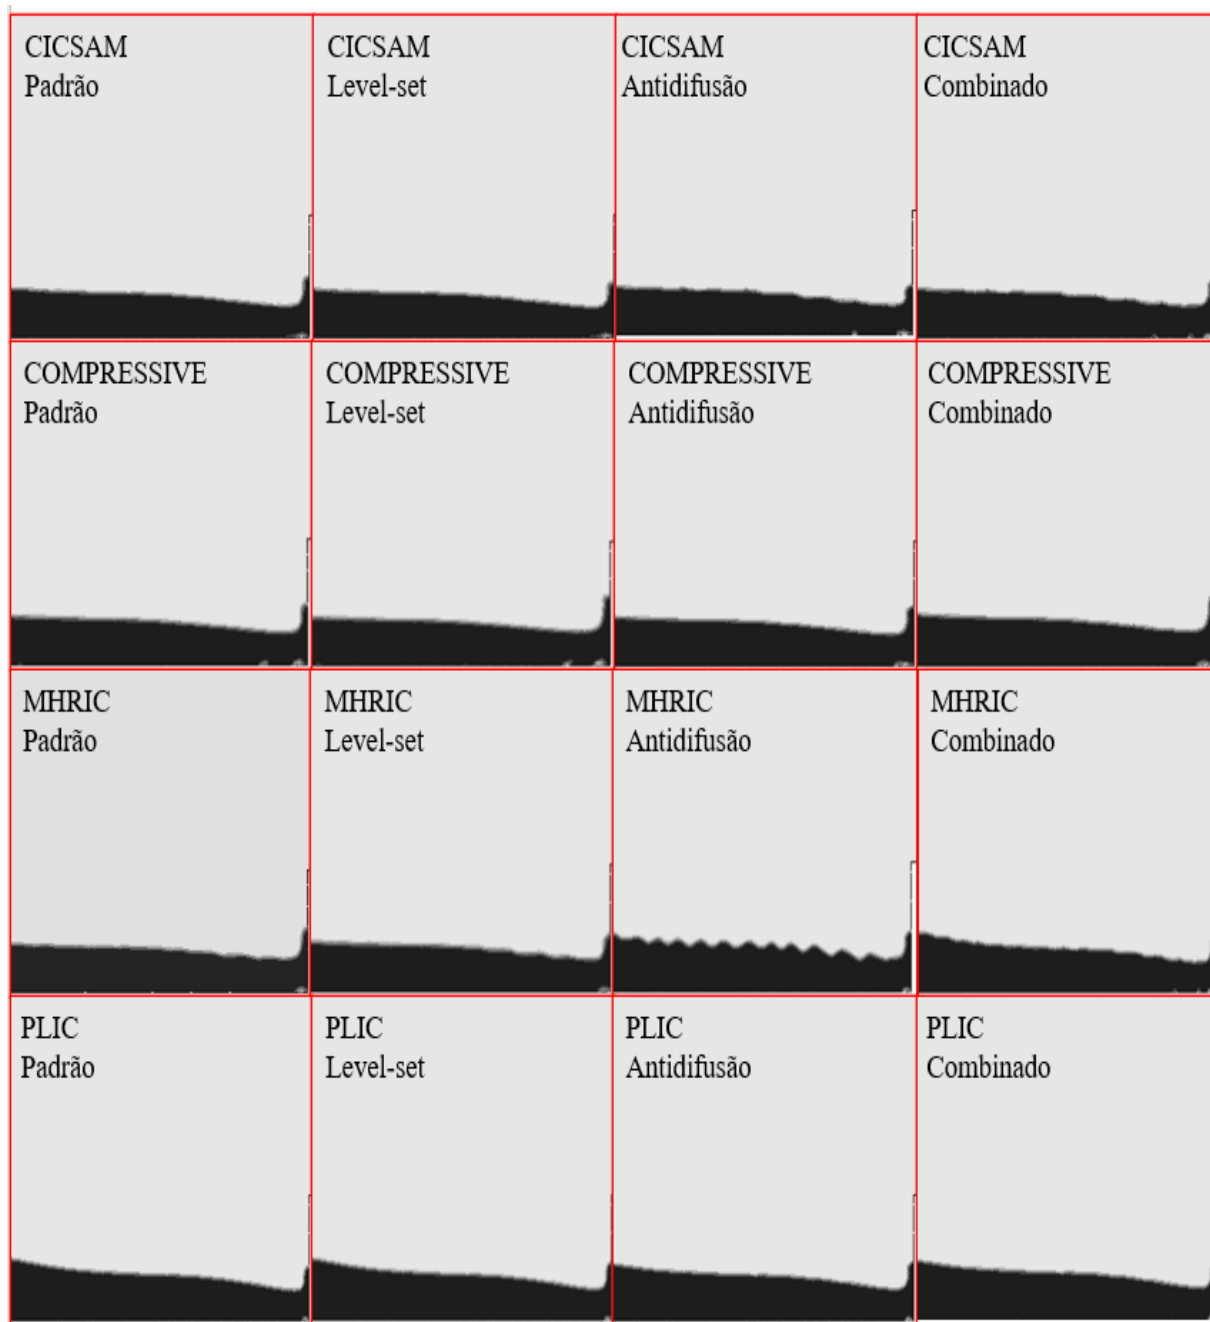 CICSAM
Padrão
CICSAM
Level-set
CICSAM
Antidifusão
CICSAM
Combinado
COMPRESSIVE
Padrão
COMPRESSIVE
Level-set
COMPRESSIVE
Antidifusão
COMPRESSIVE
Combinado
MHRIC
Padrão
MHRIC
Level-set
MHRIC
Antidifusão
MHRIC
Combinado
PLIC
Padrão
PLIC
Level-set
PLIC
Antidifusão
PLIC
Combinado